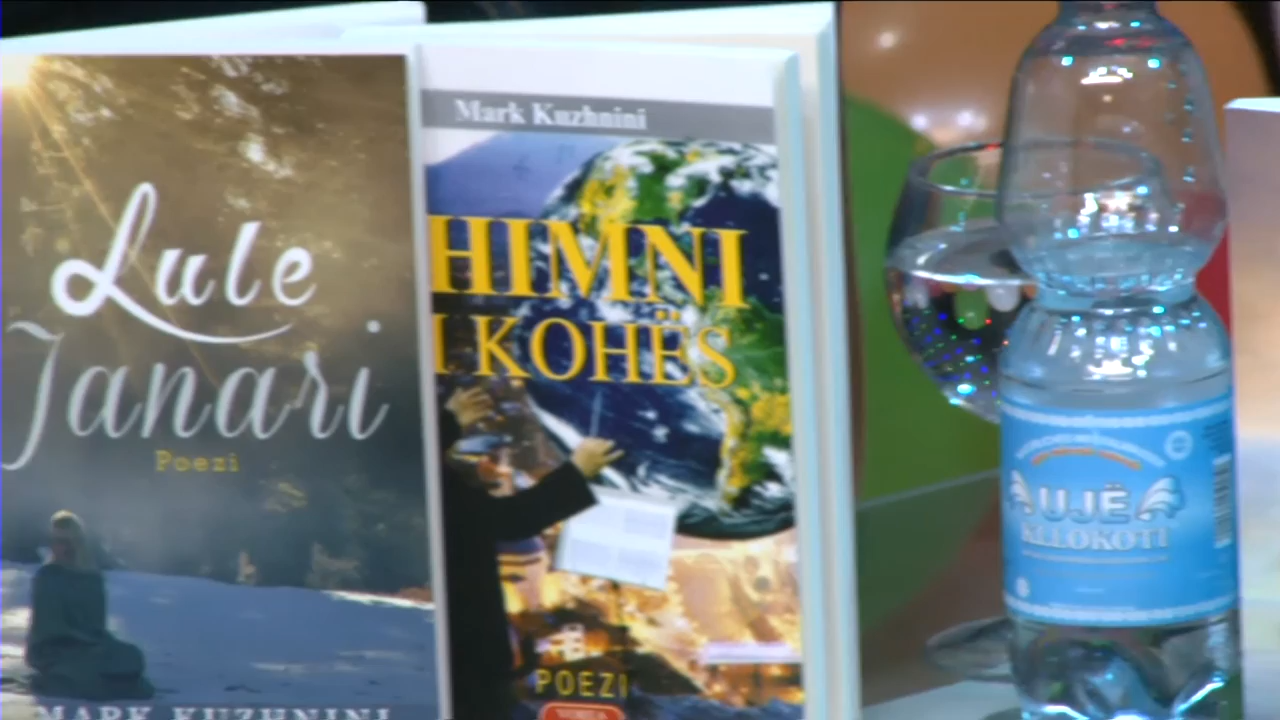 Lule
Janari
Poezi
MARK KUZHNINI
Mark Kuzhnini
HIMNI
I KOHËS
POEZI
UJË
KLLOKOTI